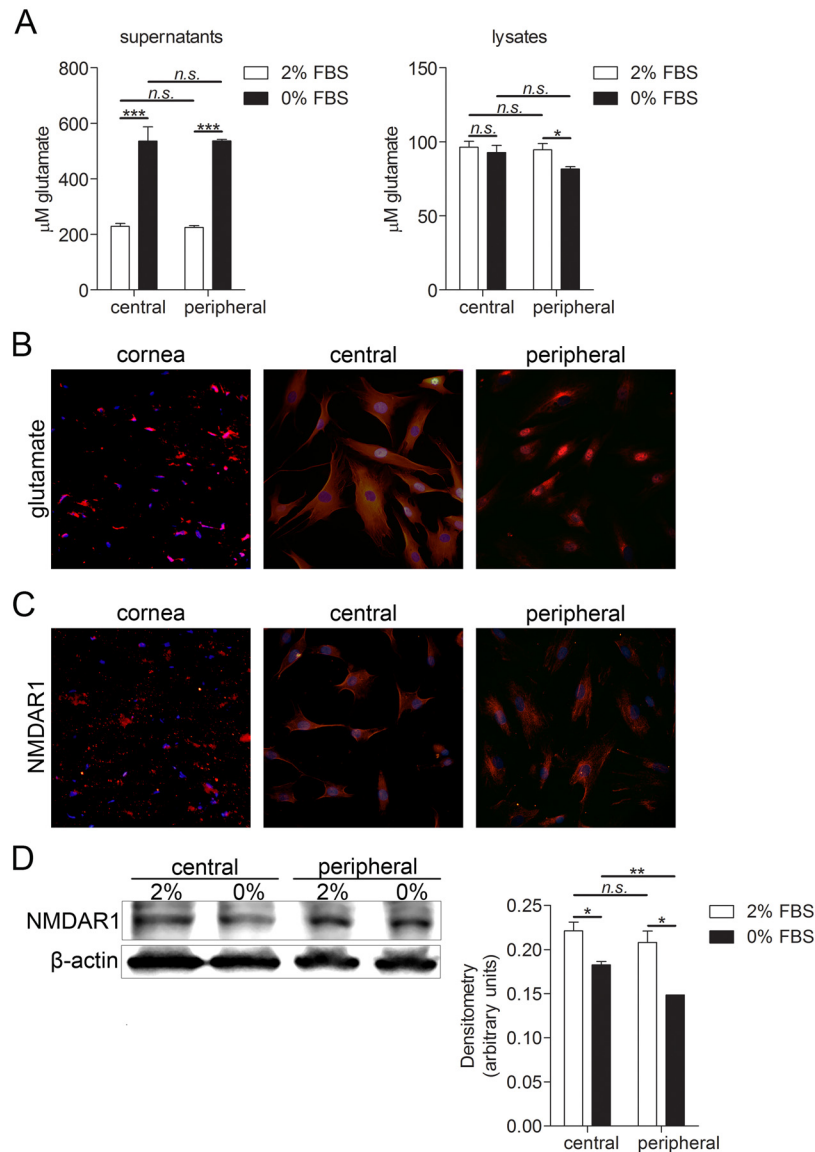 A
supernatants
800
600
400
200
0
μM glutamate
n.s.
n.s.
***
***
central
peripheral
2% FBS
0% FBS
lysates
150
100
50
0
μM glutamate
n.s.
n.s.
n.s.
*
central
peripheral
2% FBS
0% FBS
B
cornea
central
peripheral
glutamate
C
cornea
central
peripheral
NMDAR1
D
central
peripheral
2%
0%
2%
0%
NMDAR1
β-actin
0.25
0.20
0.15
0.10
0.05
0.00
Densitometry
(arbitrary units)
**
n.s.
*
*
central
peripheral
2% FBS
0% FBS